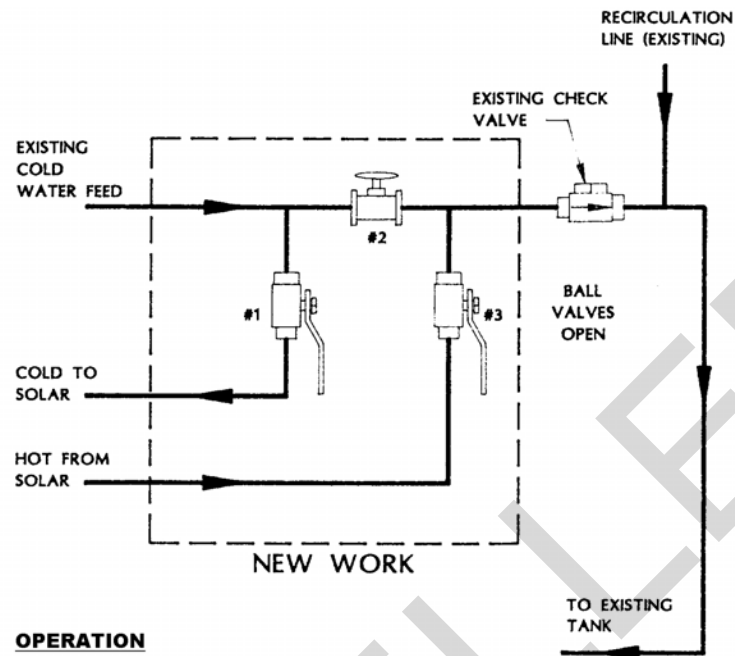 RECIRCULATION
LINE (EXISTING)
EXISTING CHECK
VALVE
EXISTING
COLD
WATER FEED
#2
#1
#3
BALL
VALVES
OPEN
COLD TO
SOLAR
HOT FROM
SOLAR
NEW WORK
TO EXISTING
TANK
OPERATION